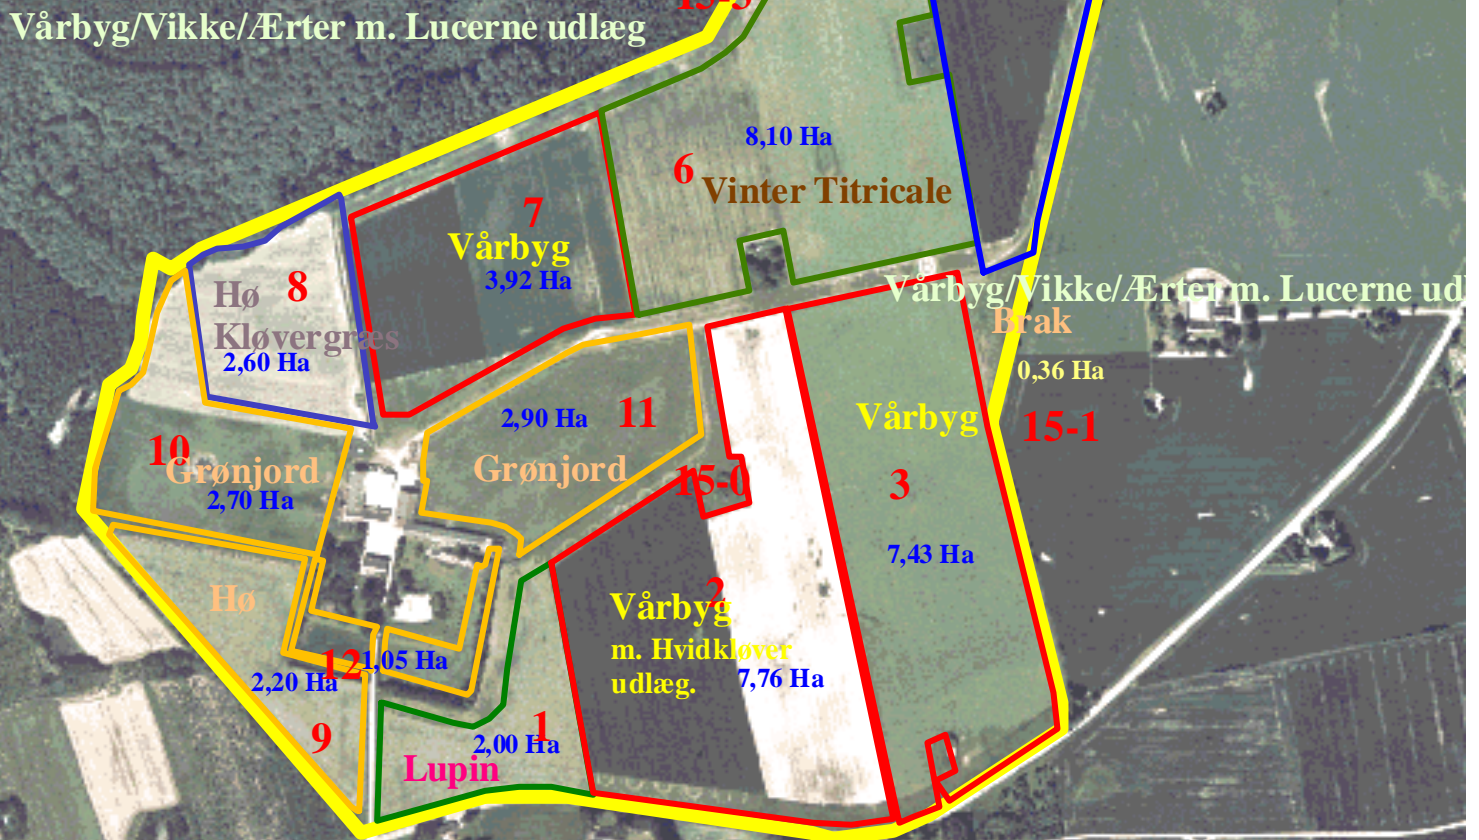 15-3
Vårbyg/Vikke/Ærter m. Lucerne udlæg
8,10 Ha
6
Vinter Titricale
7
Vårbyg
3,92 Ha
8
Hø
Kløvergræs
2,60 Ha
Vårbyg/Vikke/Ærter m. Lucerne ud
Brak
0,36 Ha
15-1
2,90 Ha
11
Grønjord
Vårbyg
3
7,43 Ha
10
Grønjord
2,70 Ha
15-0
Hø
2
Vårbyg
m. Hvidkløver
udlæg.
7,76 Ha
12
1,05 Ha
2,20 Ha
9
1
2,00 Ha
Lupin